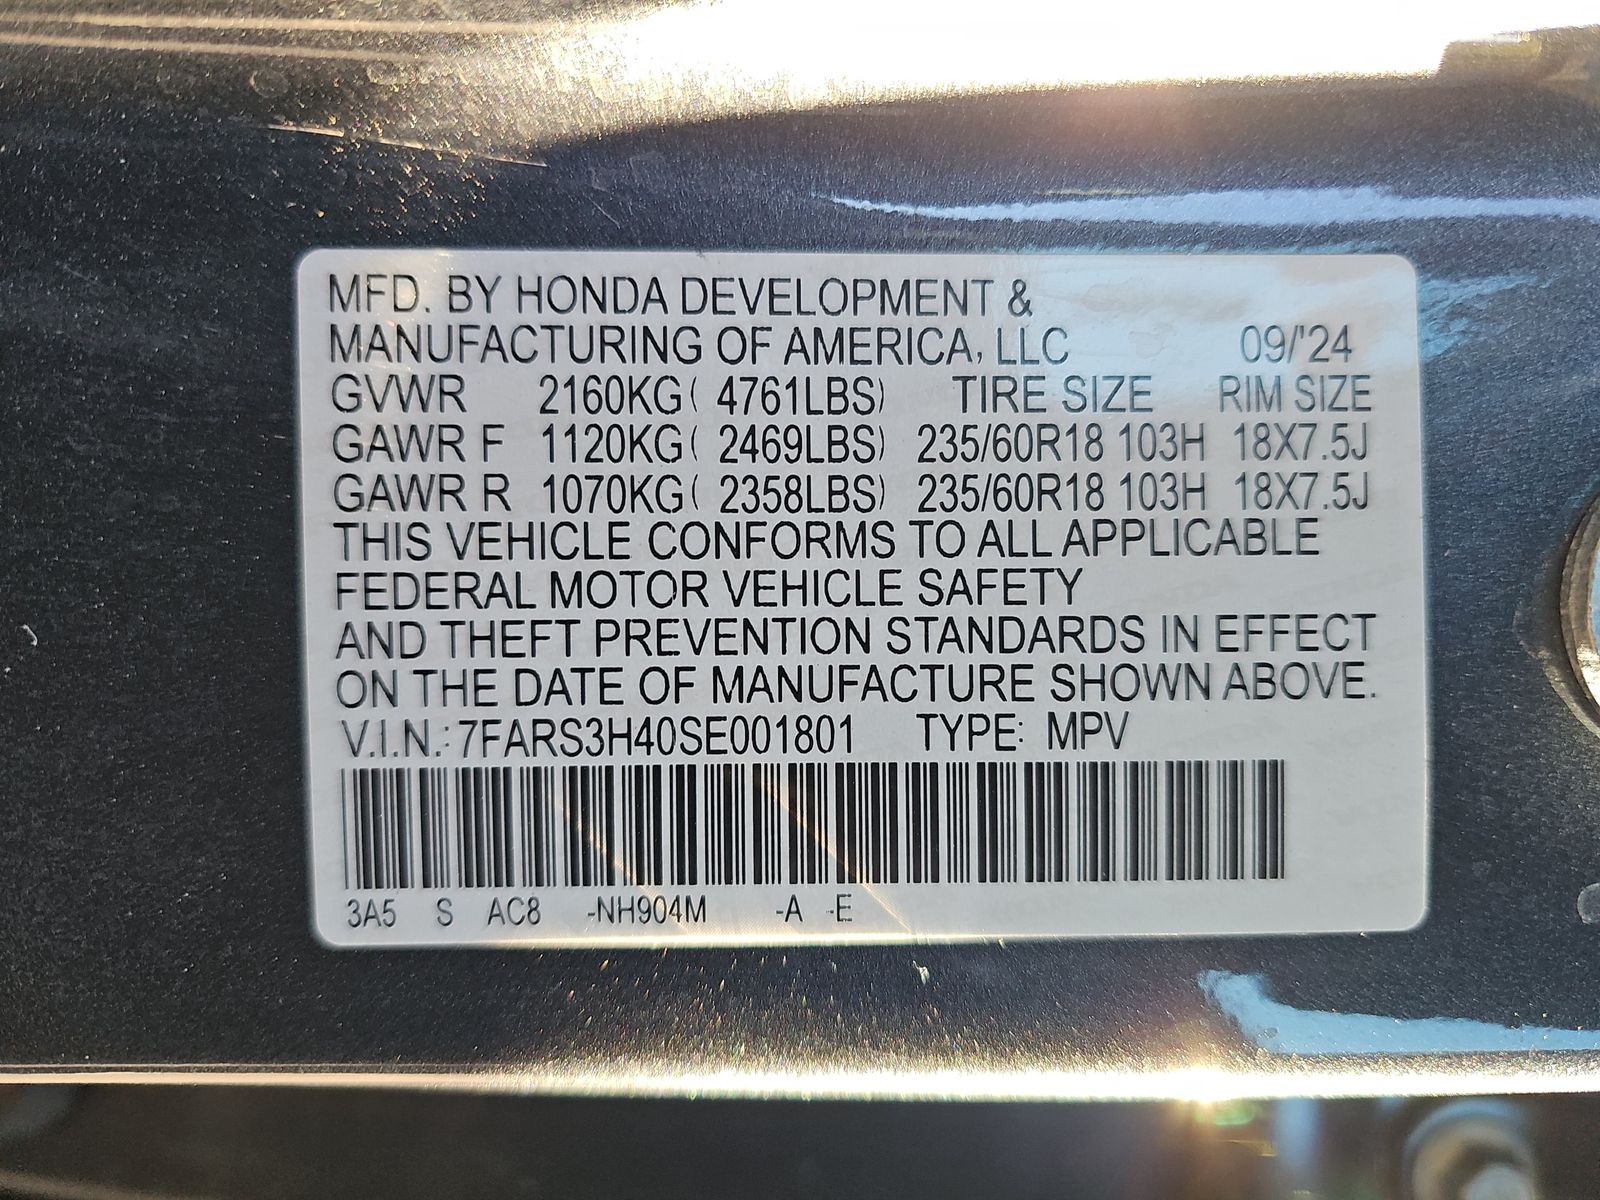 MFD. BY HONDA DEVELOPMENT &
MANUFACTURING OF AMERICA, LLC 09/'24
GVWR 2160KG( 4761LBS) TIRE SIZE RIM SIZE
GAWR F 1120KG( 2469LBS) 235/60R18 103H 18X7.5J
GAWR R 1070KG( 2358LBS) 235/60R18 103H 18X7.5J
THIS VEHICLE CONFORMS TO ALL APPLICABLE
FEDERAL MOTOR VEHICLE SAFETY
AND THEFT PREVENTION STANDARDS IN EFFECT
ON THE DATE OF MANUFACTURE SHOWN ABOVE.
V.I.N.: 7FARS3H40SE001801 TYPE: MPV
3A5 S AC8 -NH904M -A -E